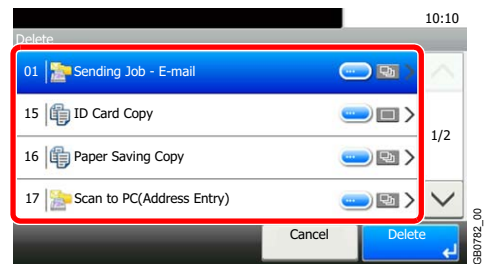 10:10
Delete
01 Sending Job - E-mail
15 ID Card Copy
1/2
16 Paper Saving Copy
17 Scan to PC(Address Entry)
Cancel
Delete
GB0782_00